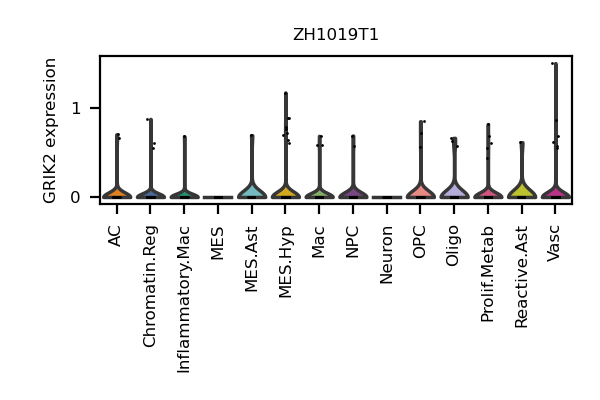 ZH1019T1
GRIK2 expression
1
0
AC
Chromatin.Reg
Inflammatory.Mac
MES
MES.Ast
MES.Hyp
Mac
NPC
Neuron
OPC
Oligo
Prolif.Metab
Reactive.Ast
Vasc